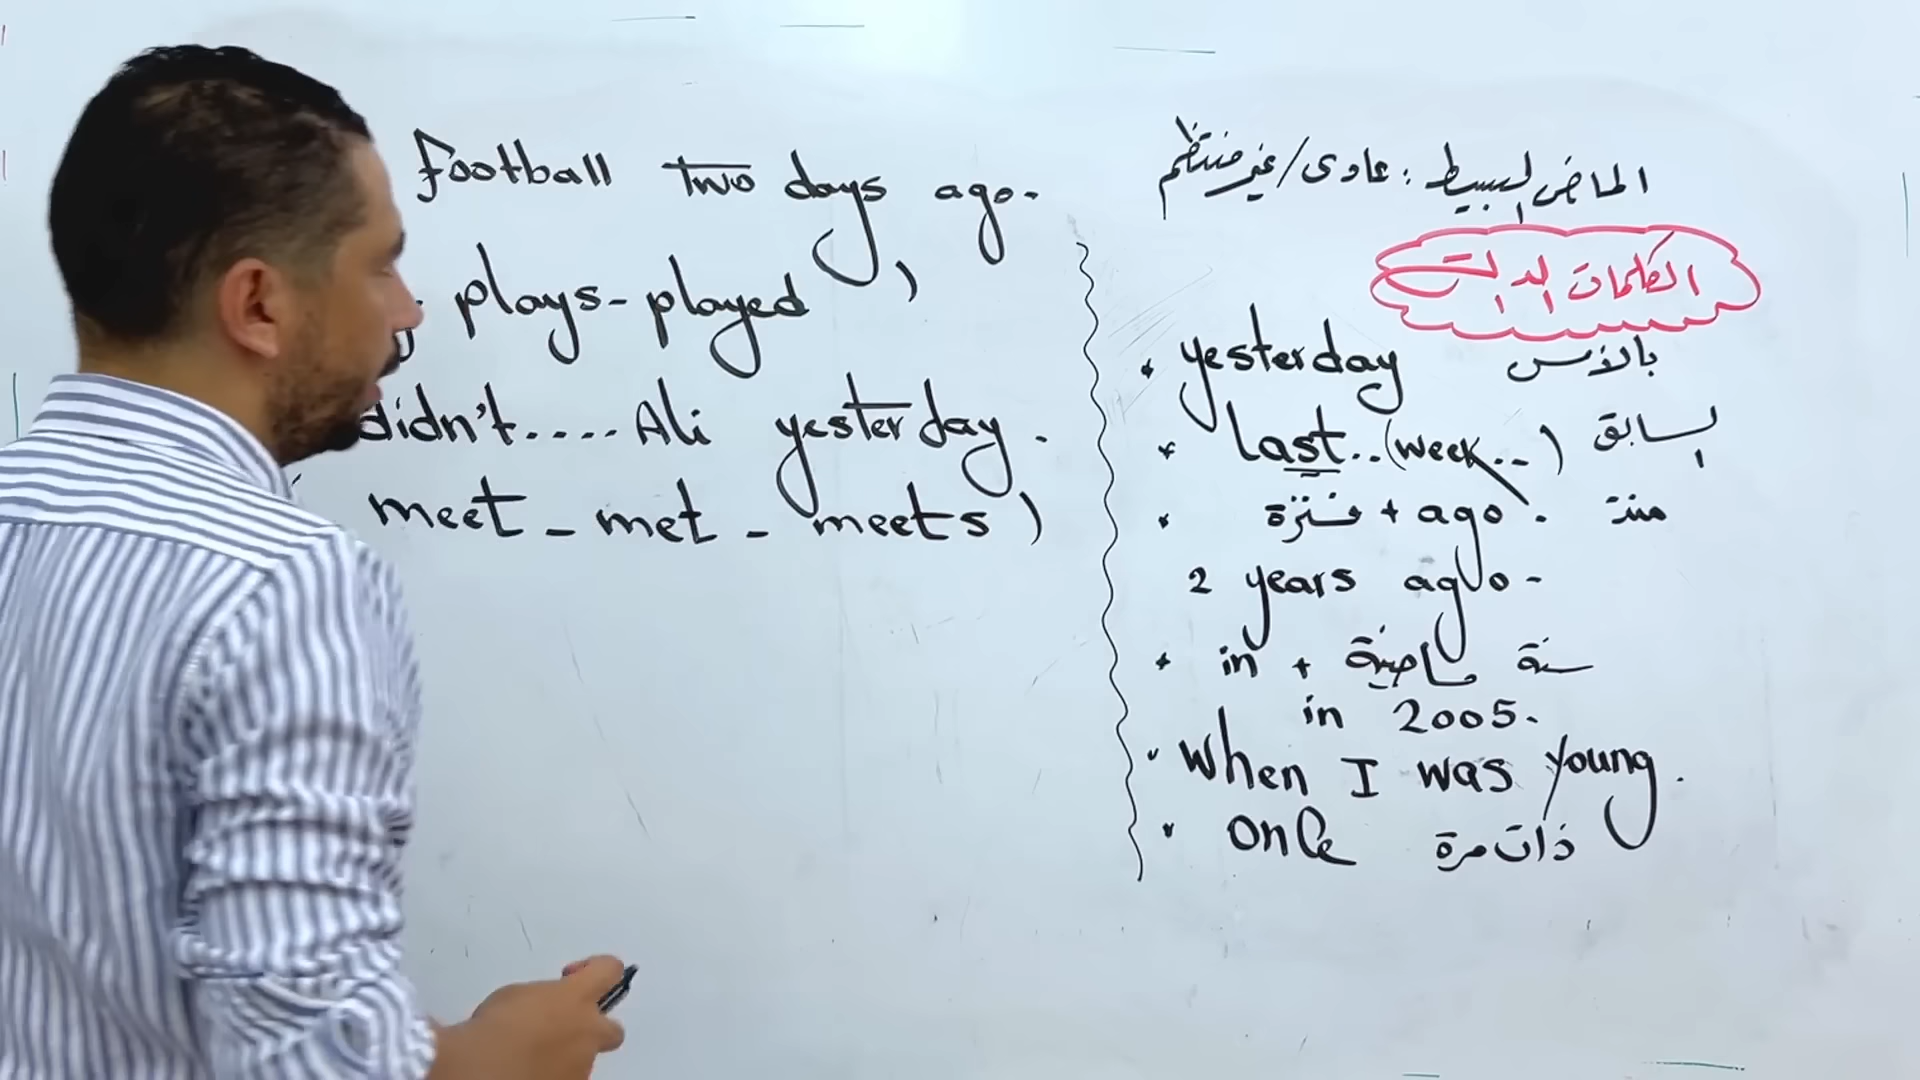 football two days ago.
plays - played )
didn't.... Ali yesterday.
meet - met - meets )
الماضى البسيط : عادى / غير منتظم
الكلمات الدالة
* yesterday بالأمس
* last..(week..) السابق
* فترة + ago. منذ
2 years ago-
* in + سنة ماضية
in 2005.
* When I was young.
* once ذات مرة